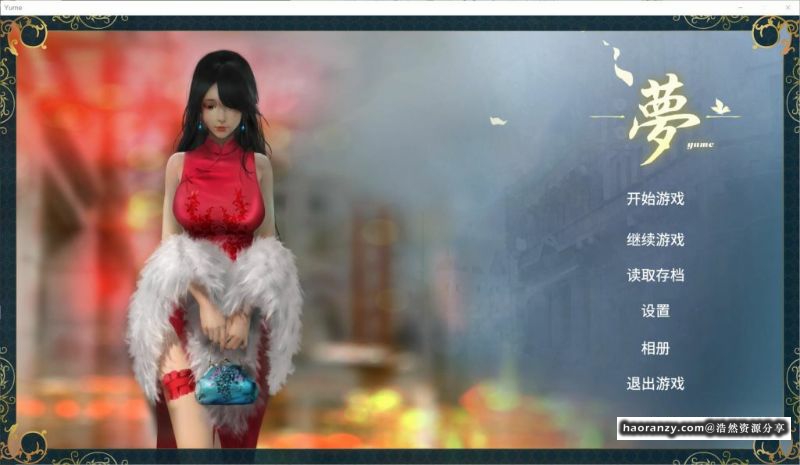 Yume
夢
yume
开始游戏
继续游戏
读取存档
设置
相册
退出游戏
haoranzy.com@浩然资源分享